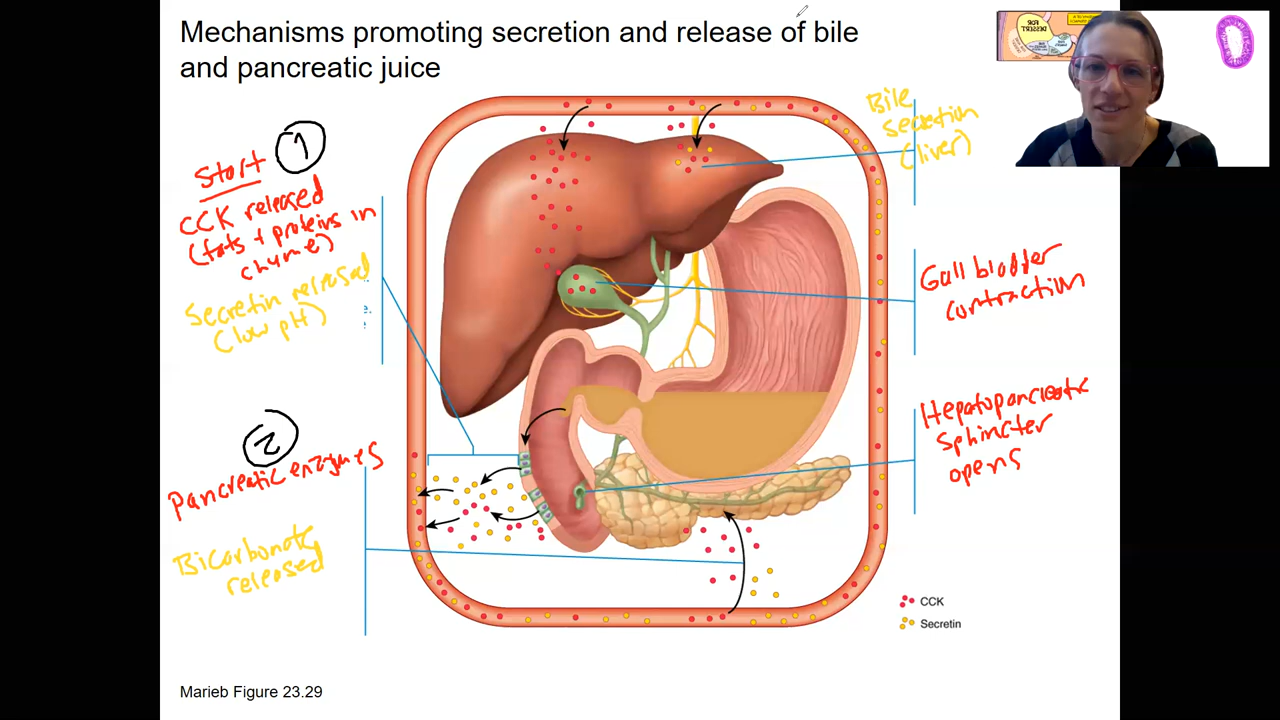 Mechanisms promoting secretion and release of bile
and pancreatic juice
start 1
CCK released
(fats + proteins in
chyme)
Secretin released
(low pH)
e.
2
Pancreatic enzymes
Bicarbonate
released
Bile
secretion
(liver)
Gall bladder
contraction
Hepatopancreatic
sphincter
opens
CCK
Secretin
Marieb Figure 23.29
FOR
DESSERT